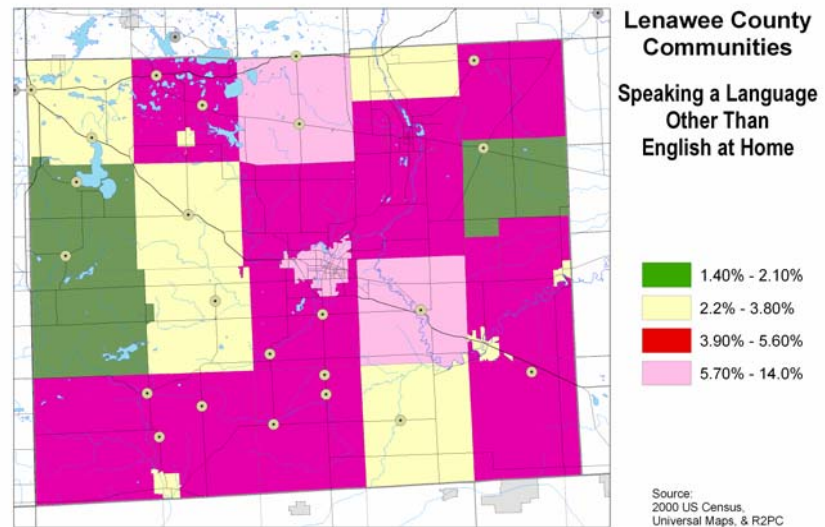 Lenawee County
Communities
Speaking a Language
Other Than
English at Home
1.40% - 2.10%
2.2% - 3.80%
3.90% - 5.60%
5.70% - 14.0%
Source:
2000 US Census,
Universal Maps, & R2PC